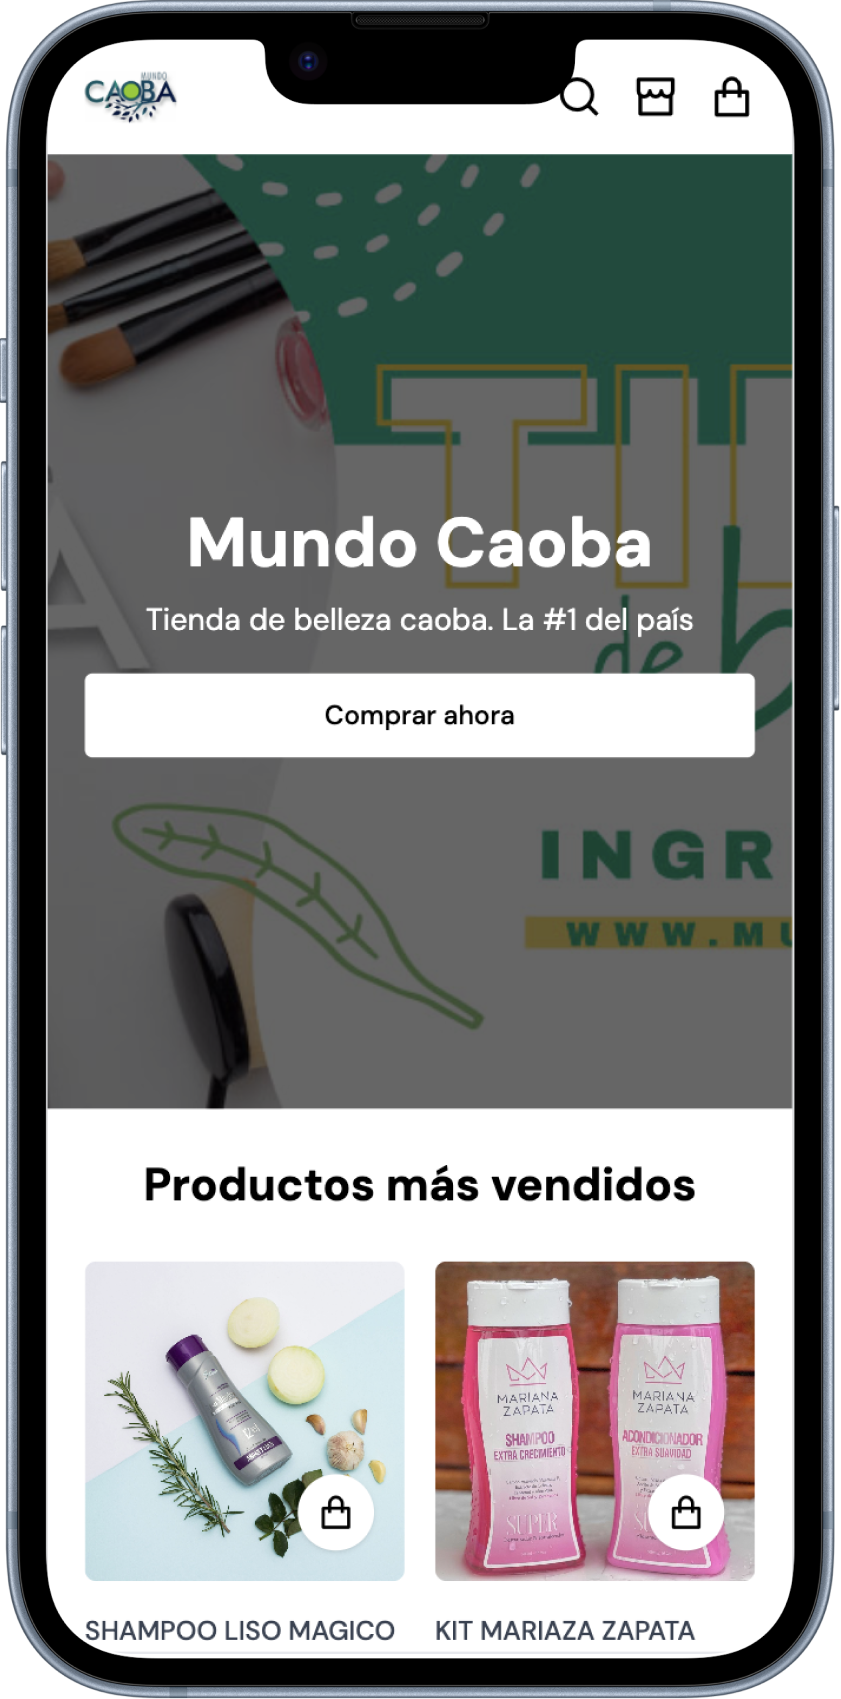 MUNDO
CAOBA
TI
A
Mundo Caoba
Tienda de belleza caoba. La #1 del país
de b
Comprar ahora
INGR
WWW.MU
Productos más vendidos
MARIANA
ZAPATA
SHAMPOO
EXTRA CRECIMIENTO
SUPER
MARIANA
ZAPATA
ACONDICIONADOR
EXTRA SUAVIDAD
SHAMPOO LISO MAGICO
KIT MARIAZA ZAPATA